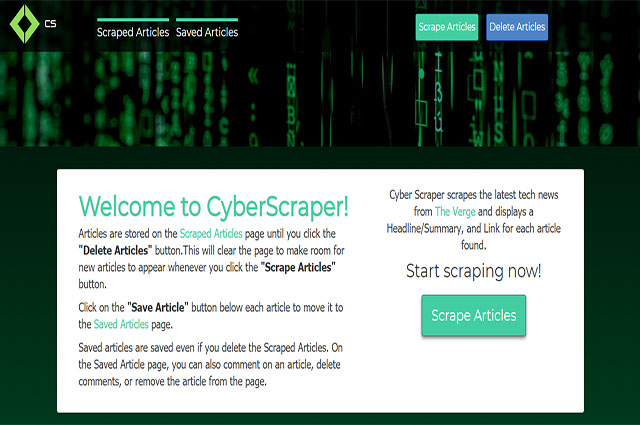 CS
Scraped Articles Saved Articles
Scrape Articles Delete Articles
Welcome to CyberScraper!
Articles are stored on the Scraped Articles page until you click the
"Delete Articles" button.This will clear the page to make room for
new articles to appear whenever you click the "Scrape Articles"
button.
Click on the "Save Article" button below each article to move it to
the Saved Articles page.
Saved articles are saved even if you delete the Scraped Articles. On
the Saved Article page, you can also comment on an article, delete
comments, or remove the article from the page.
Cyber Scraper scrapes the latest tech news
from The Verge and displays a
Headline/Summary, and Link for each article
found.
Start scraping now!
Scrape Articles